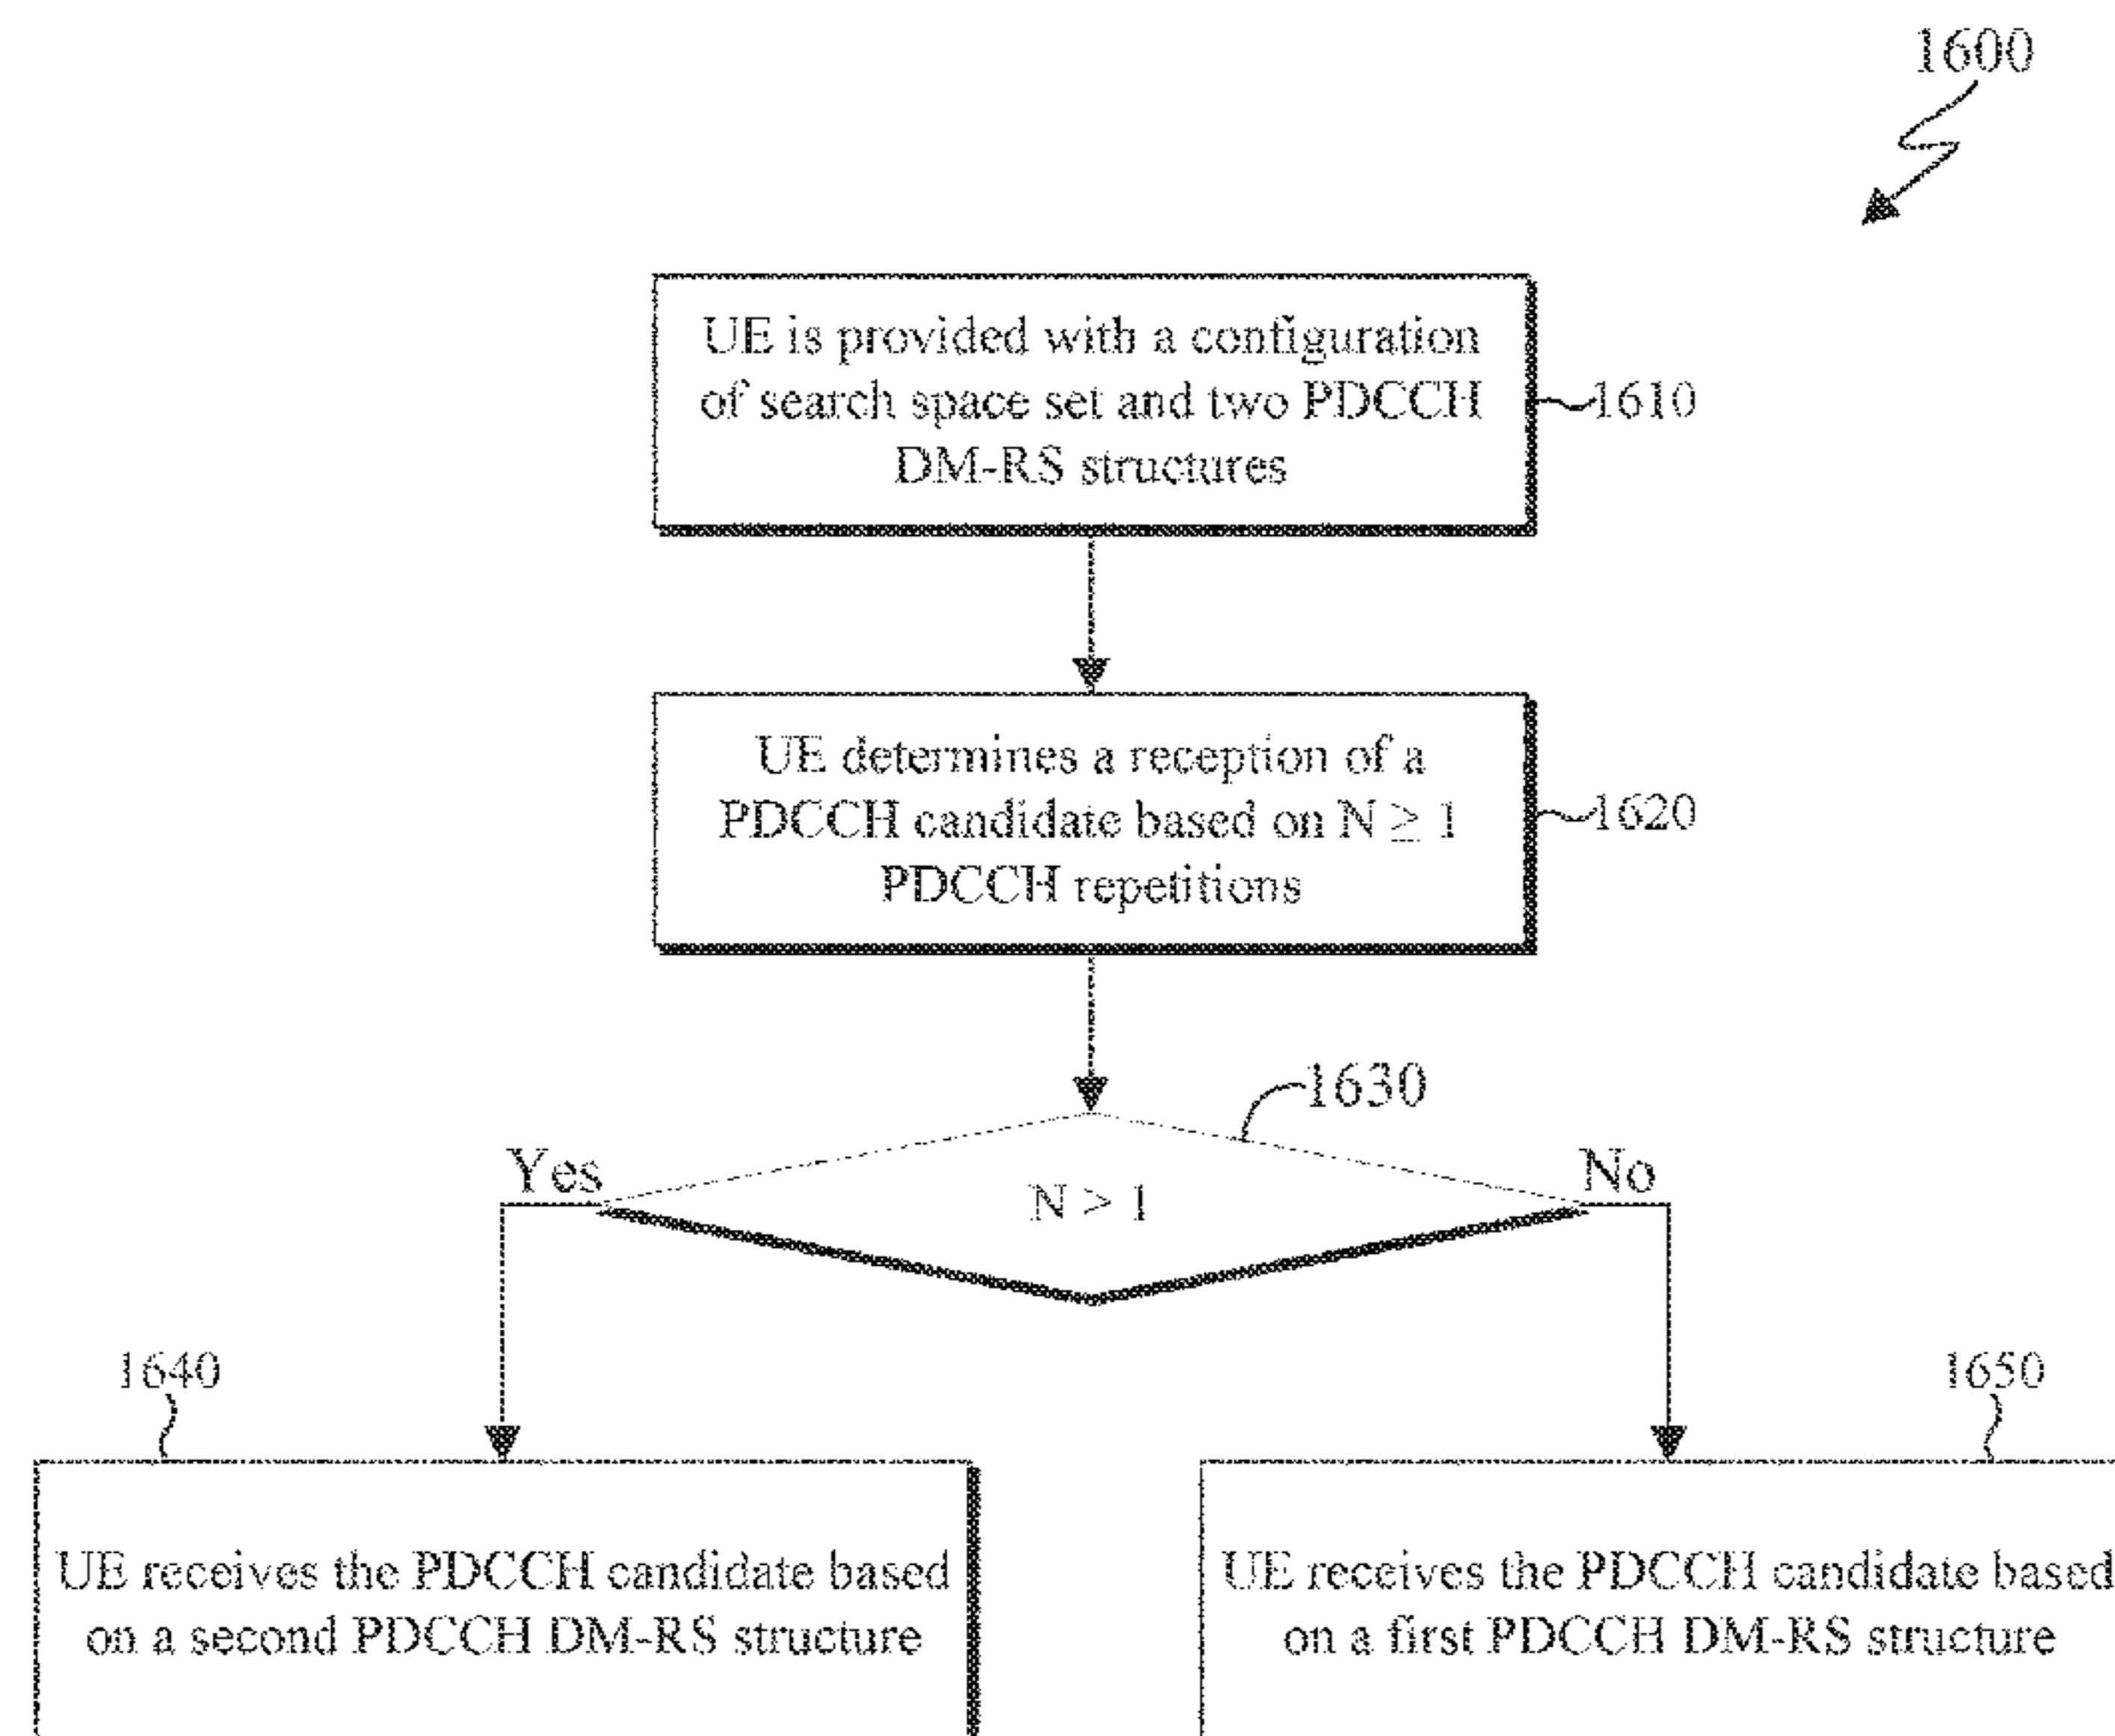 1600
UE is provided with a configuration
of search space set and two PDCCH
DM-RS structures
1610
UE determines a reception of a
PDCCH candidate based on N ≥ 1
PDCCH repetitions
1620
1630
Yes
N > 1
No
1640
1650
UE receives the PDCCH candidate based
on a second PDCCH DM-RS structure
UE receives the PDCCH candidate based
on a first PDCCH DM-RS structure